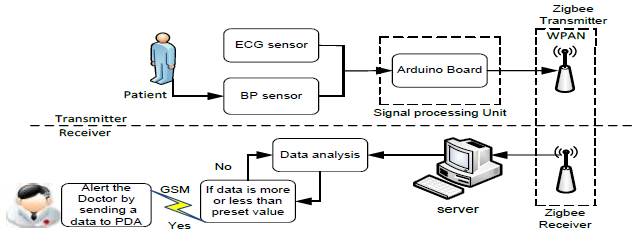 Zigbee
Transmitter
WPAN
ECG sensor
Arduino Board
BP sensor
Patient
Signal processing Unit
Transmitter
Receiver
No
Data analysis
Alert the
Doctor by
sending a
data to PDA
GSM
Yes
If data is more
or less than
preset value
server
Zigbee
Receiver